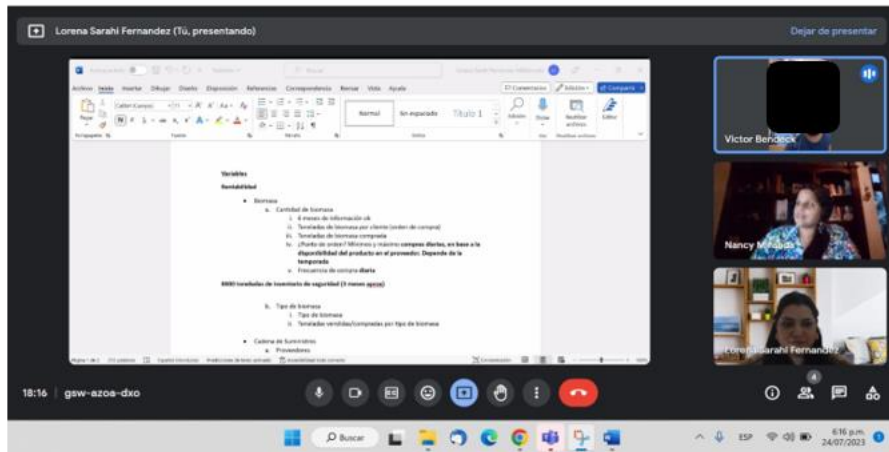 Lorena Sarahi Fernandez (Tú, presentando)
Dejar de presentar
Archivo Inicio Insertar Dibujar Diseño Disposición Referencias Correspondencia Revisar Vista Ayuda
Comentarios Edición Compartir
Normal Sin espaciado Título 1
Edición
Editor
Variables
Rentabilidad
Biomasa
a. Cantidad de biomasa
i. 6 meses de información ok
ii. Toneladas de biomasa por cliente (orden de compra)
iii. Toneladas de biomasa comprada
iv. ¿Punto de orden? Mínimos y máximo compras diarias, en base a la
disponibilidad del producto en el proveedor. Depende de la
temporada
v. Frecuencia de compra diaria
8000 toneladas de inventario de seguridad (3 meses aprox)
b. Tipo de biomasa
i. Tipo de biomasa
ii. Toneladas vendidas/compradas por tipo de biomasa
Cadena de Suministros
a. Proveedores
Victor Bendeck
Nancy
Lorena Sarahi Fernandez
18:16 | gsw-azoa-dxo
4
Buscar
ESP
6:16 p.m.
24/07/2023